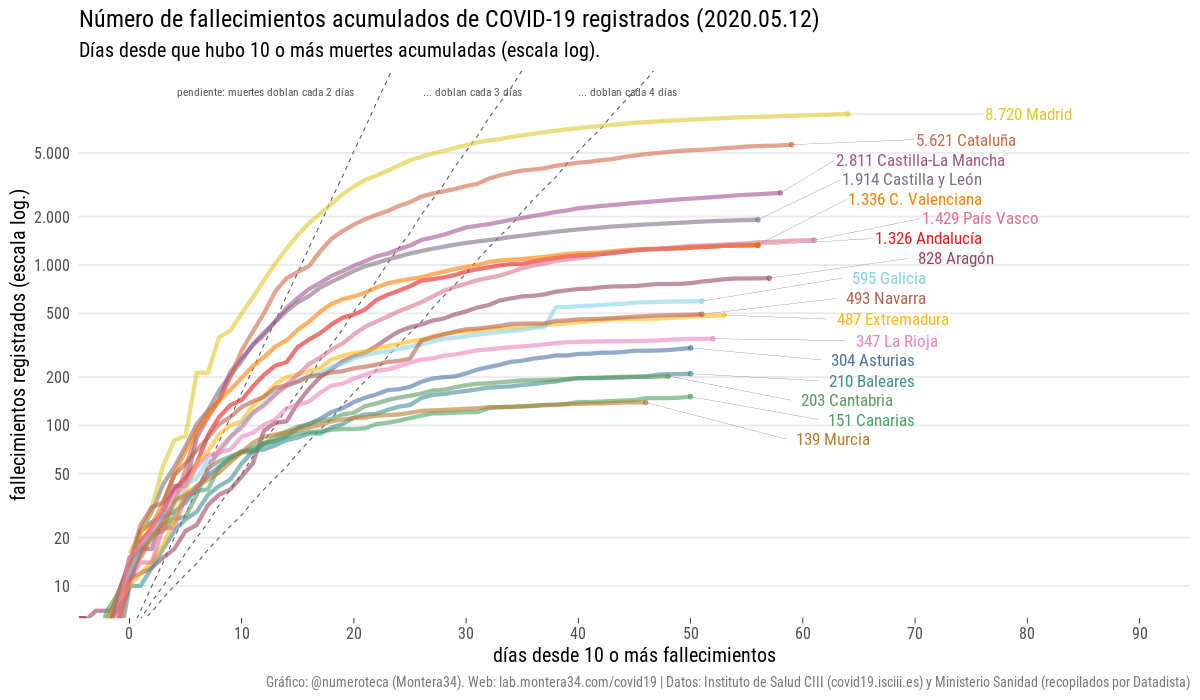 Número de fallecimientos acumulados de COVID-19 registrados (2020.05.12)
Días desde que hubo 10 o más muertes acumuladas (escala log).
pendiente: muertes doblan cada 2 días
... doblan cada 3 días
... doblan cada 4 días
8.720 Madrid
5.621 Cataluña
2.811 Castilla-La Mancha
1.914 Castilla y León
1.336 C. Valenciana
1.429 País Vasco
1.326 Andalucía
828 Aragón
595 Galicia
493 Navarra
487 Extremadura
347 La Rioja
304 Asturias
210 Baleares
203 Cantabria
151 Canarias
139 Murcia
fallecimientos registrados (escala log.)
5.000
2.000
1.000
500
200
100
50
20
10
0 10 20 30 40 50 60 70 80 90
días desde 10 o más fallecimientos
Gráfico: @numeroteca (Montera34). Web: lab.montera34.com/covid19 | Datos: Instituto de Salud CIII (covid19.isciii.es) y Ministerio Sanidad (recopilados por Datadista)